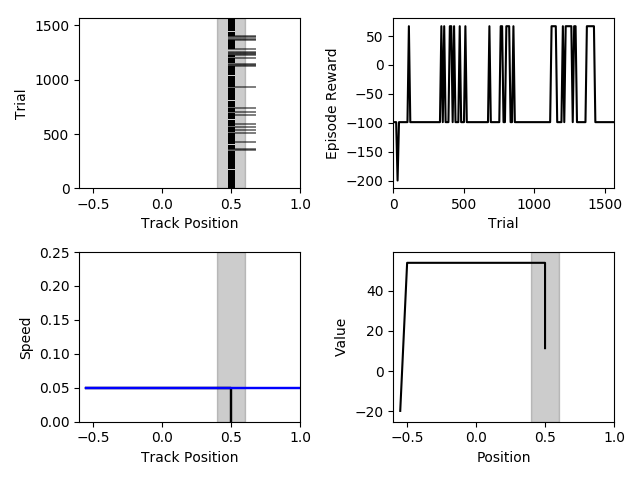 1500
1000
500
0
Trial
−0.5 0.0 0.5 1.0
Track Position
50
0
−50
−100
−150
−200
Episode Reward
0 500 1000 1500
Trial
0.25
0.20
0.15
0.10
0.05
0.00
Speed
−0.5 0.0 0.5 1.0
Track Position
40
20
0
−20
Value
−0.5 0.0 0.5 1.0
Position